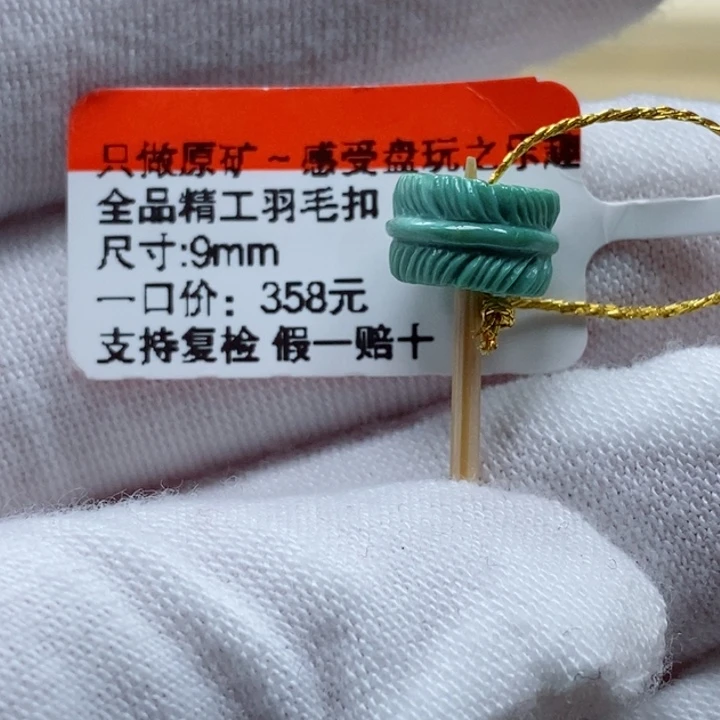 只做原矿~感受盘玩之乐趣
全品精工羽毛扣
尺寸:9mm
一口价：358元
支持复检 假一赔十